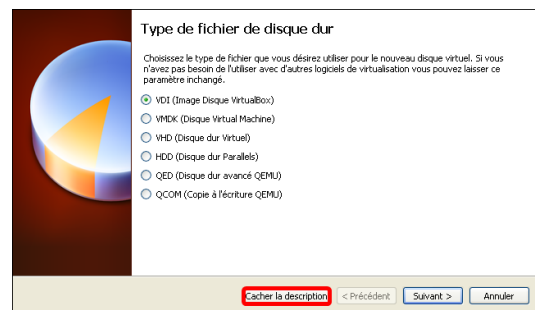 Type de fichier de disque dur
Choisissez le type de fichier que vous désirez utiliser pour le nouveau disque virtuel. Si vous
n'avez pas besoin de l'utiliser avec d'autres logiciels de virtualisation vous pouvez laisser ce
paramètre inchangé.
VDI (Image Disque VirtualBox)
VMDK (Disque Virtual Machine)
VHD (Disque dur Virtuel)
HDD (Disque dur Parallels)
QED (Disque dur avancé QEMU)
QCOM (Copie à l'écriture QEMU)
Cacher la description < Précédent Suivant > Annuler